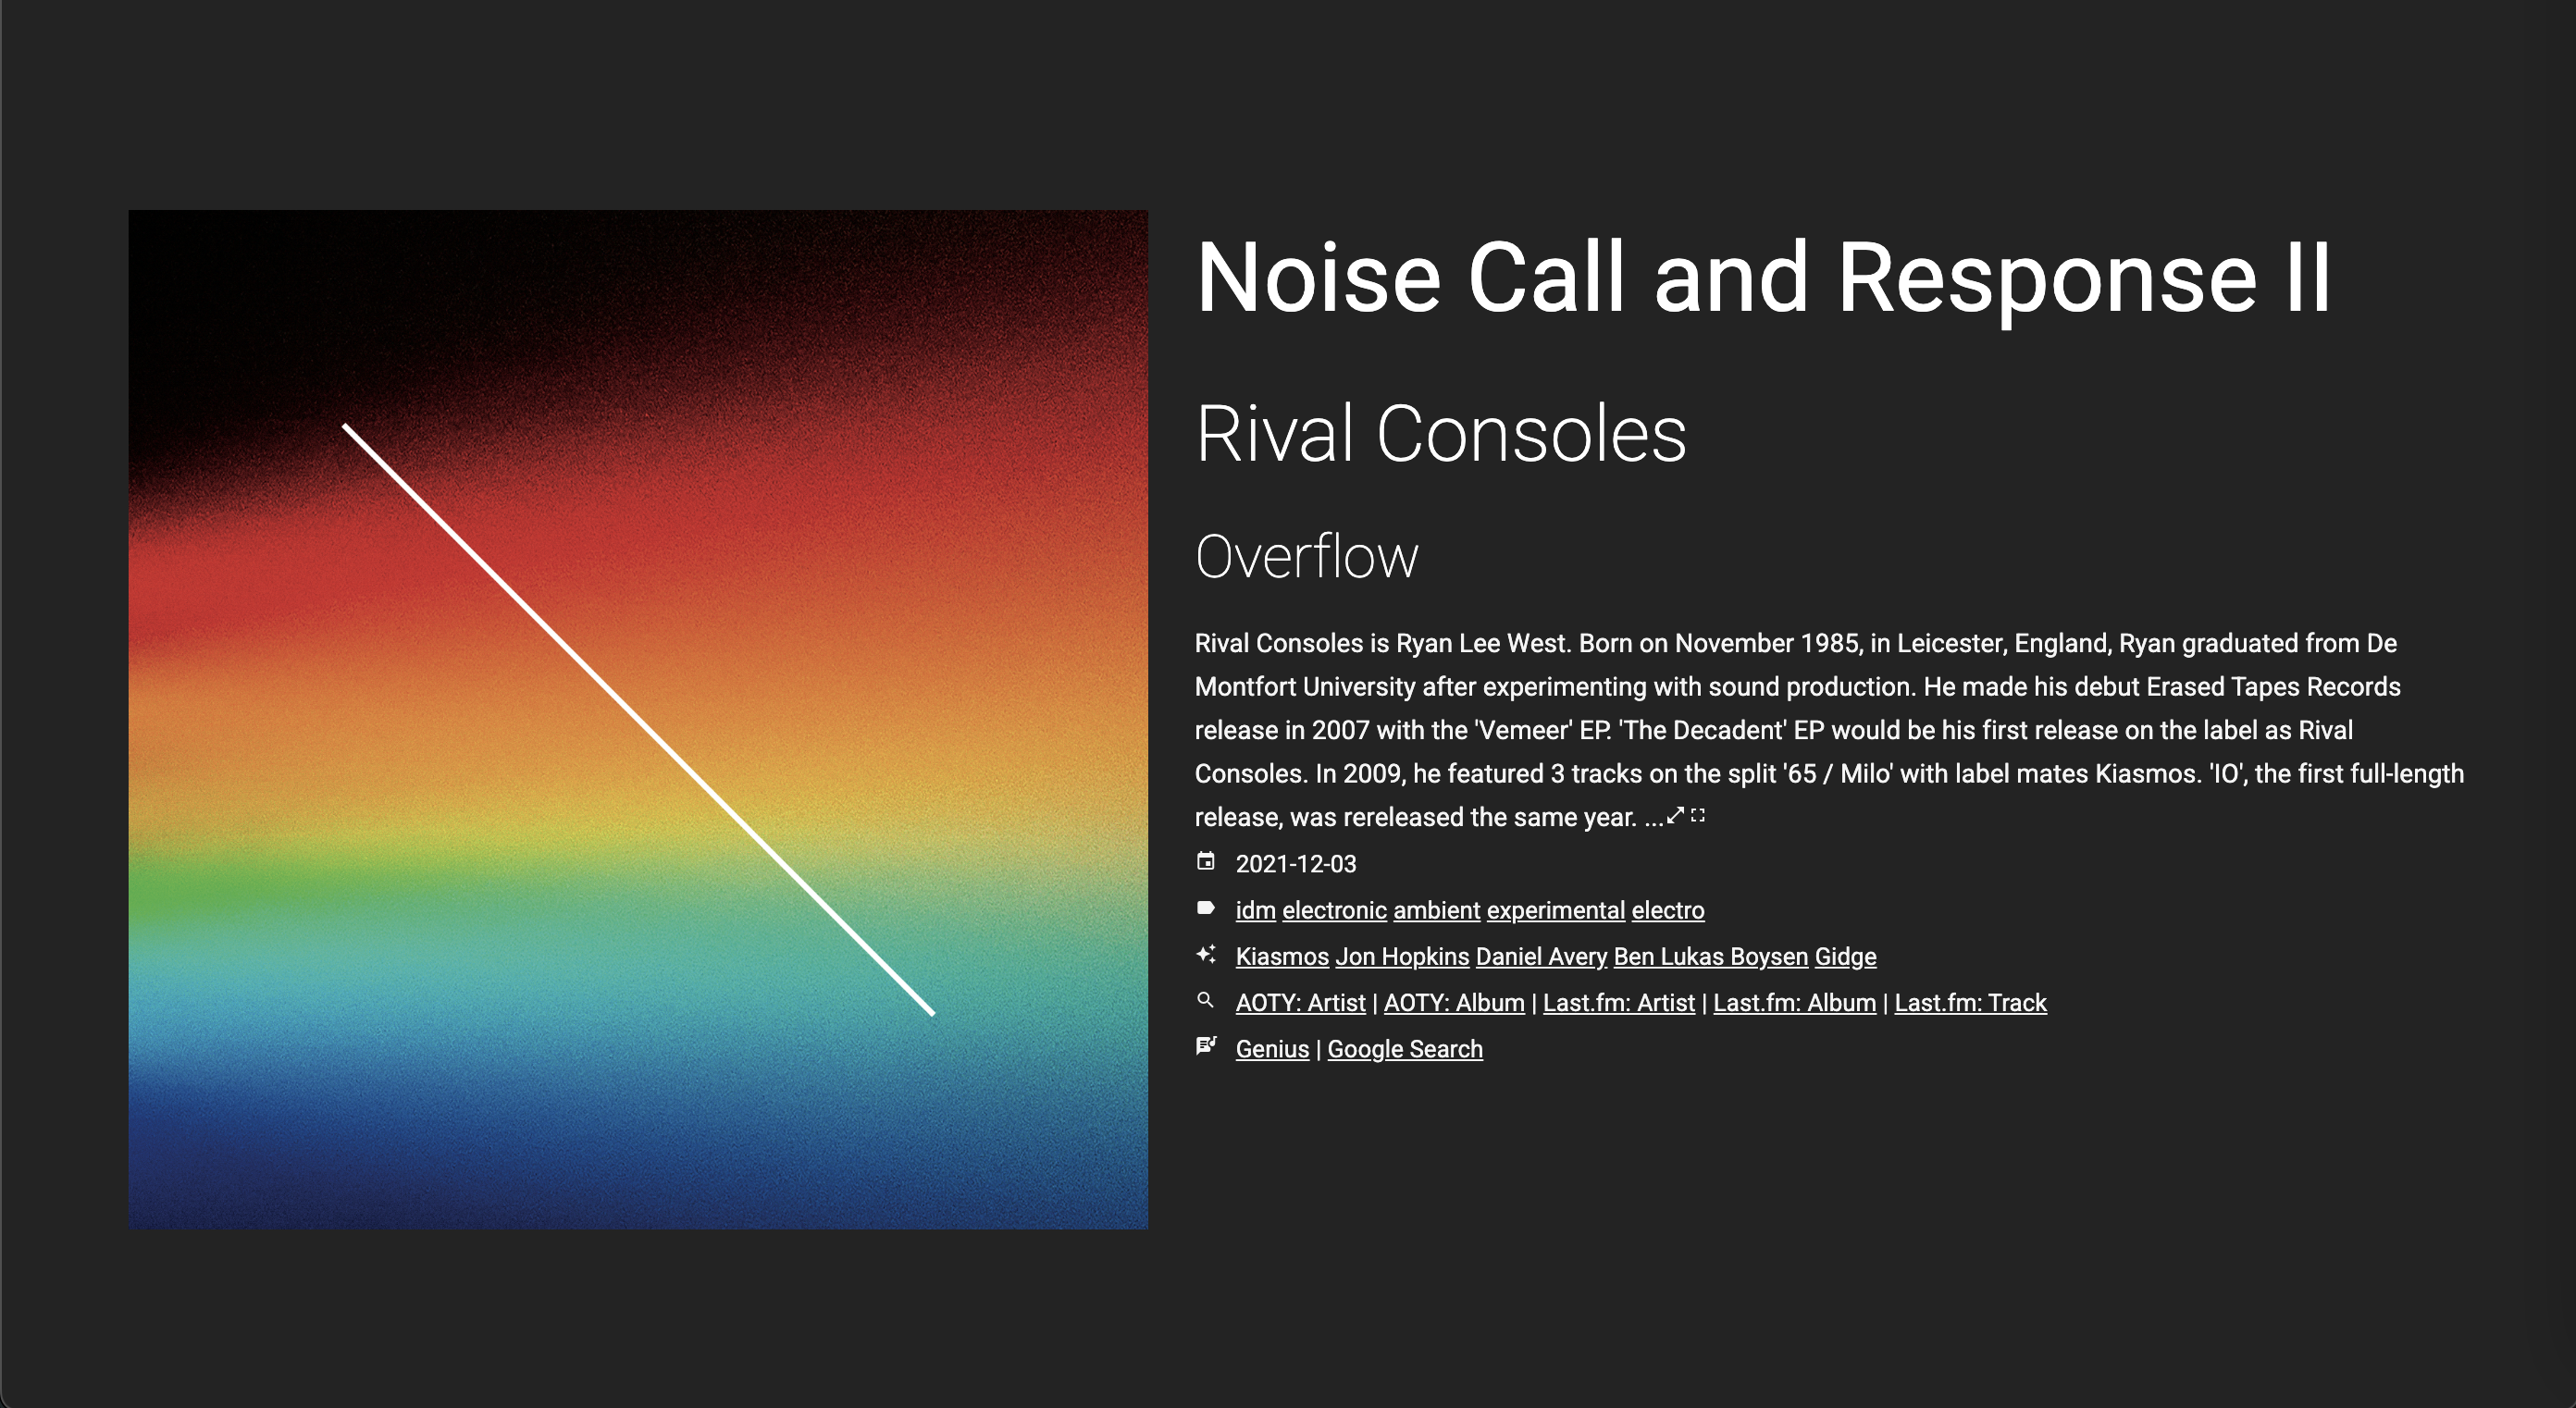 Noise Call and Response II
Rival Consoles
Overflow
Rival Consoles is Ryan Lee West. Born on November 1985, in Leicester, England, Ryan graduated from De
Montfort University after experimenting with sound production. He made his debut Erased Tapes Records
release in 2007 with the 'Vemeer' EP. 'The Decadent' EP would be his first release on the label as Rival
Consoles. In 2009, he featured 3 tracks on the split '65 / Milo' with label mates Kiasmos. 'IO', the first full-length
release, was rereleased the same year. ...
2021-12-03
idm electronic ambient experimental electro
Kiasmos Jon Hopkins Daniel Avery Ben Lukas Boysen Gidge
AOTY: Artist | AOTY: Album | Last.fm: Artist | Last.fm: Album | Last.fm: Track
Genius | Google Search